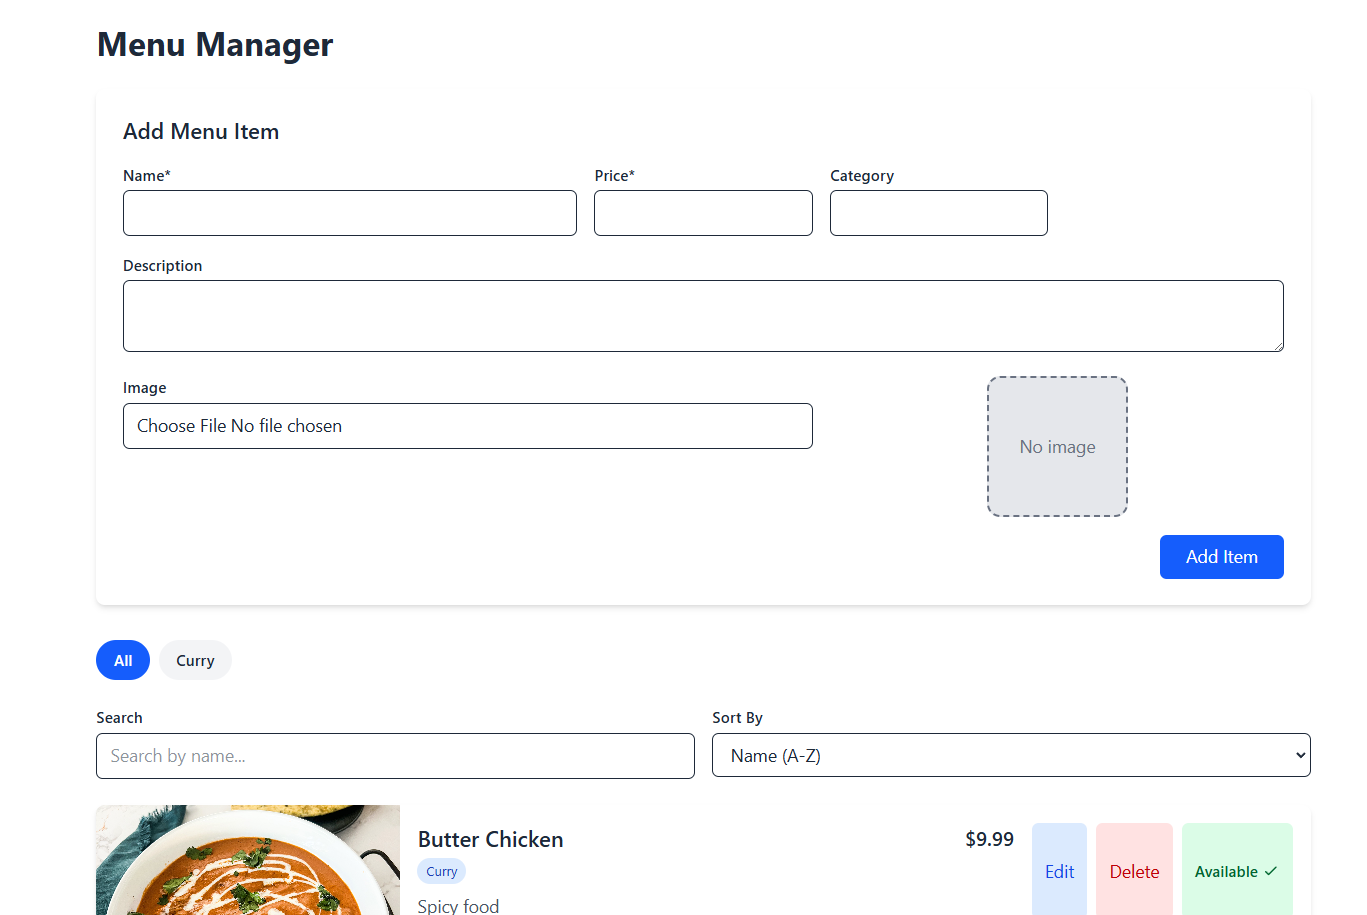 Menu Manager
Add Menu Item
Name* Price* Category
Description
Image
Choose File No file chosen
No image
Add Item
All Curry
Search Sort By
Search by name... Name (A-Z)
Butter Chicken $9.99
Curry Edit Delete Available ✓
Spicy food